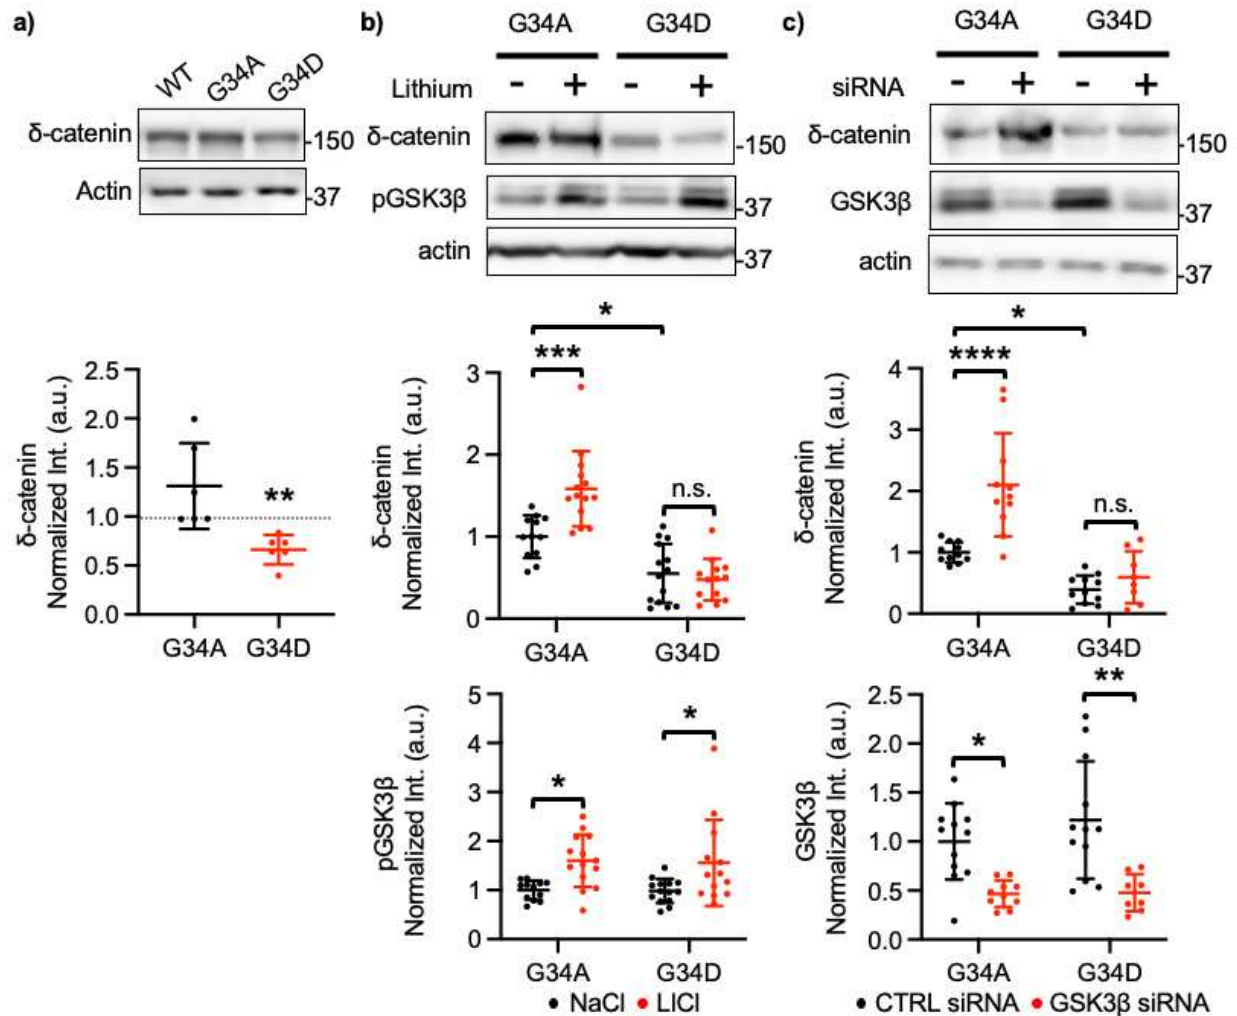 a)
WT G34A G34D
δ-catenin
-150
Actin
-37
2.5
2.0
1.5
1.0
0.5
0.0
δ-catenin
Normalized Int. (a.u.)
**
G34A G34D
b)
G34A G34D
Lithium - + - +
δ-catenin
-150
pGSK3β
-37
actin
-37
*
***
n.s.
3
2
1
0
δ-catenin
Normalized Int. (a.u.)
G34A G34D
*
*
5
4
3
2
1
0
pGSK3β
Normalized Int. (a.u.)
G34A G34D
NaCl LICl
c)
G34A G34D
siRNA - + - +
δ-catenin
-150
GSK3β
-37
actin
-37
*
****
n.s.
4
3
2
1
0
δ-catenin
Normalized Int. (a.u.)
G34A G34D
**
*
2.5
2.0
1.5
1.0
0.5
0.0
GSK3β
Normalized Int. (a.u.)
G34A G34D
CTRL siRNA GSK3β siRNA